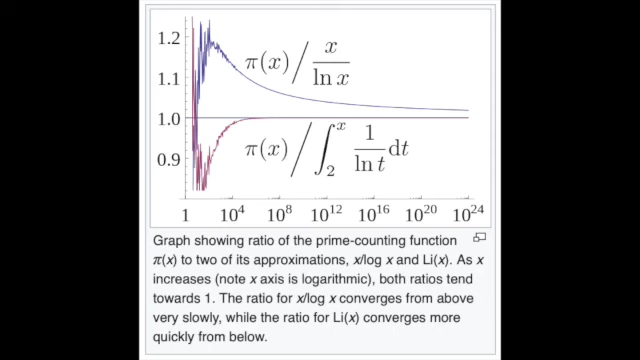 1.2
π(x) / x / ln x
1.1
1.0
π(x) / ∫₂ˣ 1 / ln t dt
0.9
1 10⁴ 10⁸ 10¹² 10¹⁶ 10²⁰ 10²⁴
Graph showing ratio of the prime-counting function
π(x) to two of its approximations, x/log x and Li(x). As x
increases (note x axis is logarithmic), both ratios tend
towards 1. The ratio for x/log x converges from above
very slowly, while the ratio for Li(x) converges more
quickly from below.